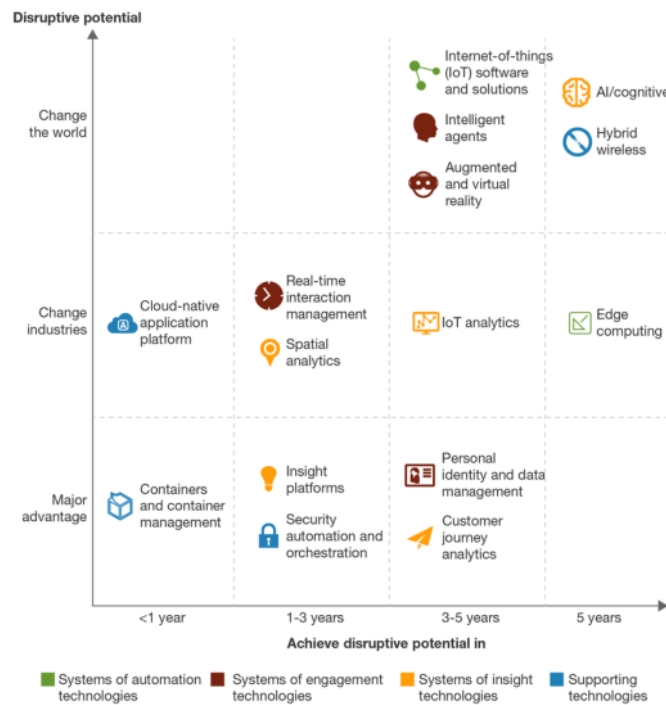 Disruptive potential
Change
the world
Internet-of-things
(IoT) software
and solutions
Intelligent
agents
Augmented
and virtual
reality
AI/cognitive
Hybrid
wireless
Change
industries
A
Cloud-native
application
platform
Real-time
interaction
management
Spatial
analytics
IoT analytics
Edge
computing
Major
advantage
Containers
and container
management
Insight
platforms
Security
automation and
orchestration
Personal
identity and data
management
Customer
journey
analytics
<1 year
1-3 years
3-5 years
5 years
Achieve disruptive potential in
Systems of automation
technologies
Systems of engagement
technologies
Systems of insight
technologies
Supporting
technologies